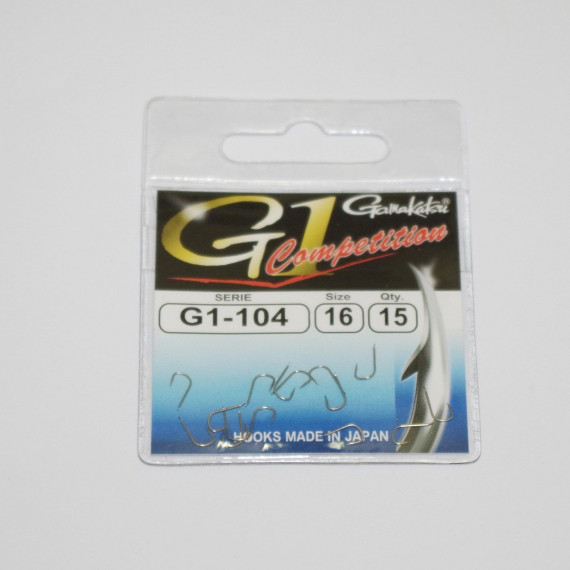 G1 Gamakatsu®
Competition
SERIE Size Qty.
G1-104 16 15
HOOKS MADE IN JAPAN